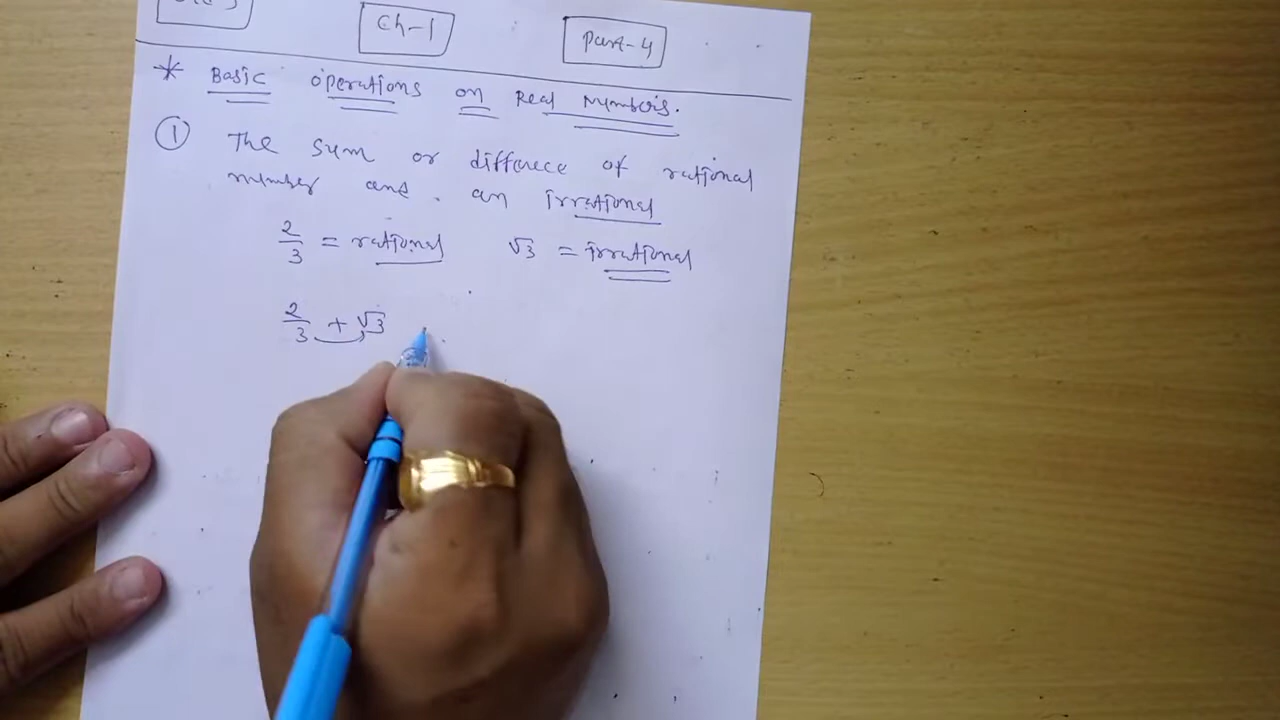 Ch-1
Part-4
* Basic operations on Real Numbers.
① The sum or differece of rational
number and . an irrational
2/3 = rational √3 = irrational
2/3 + √3